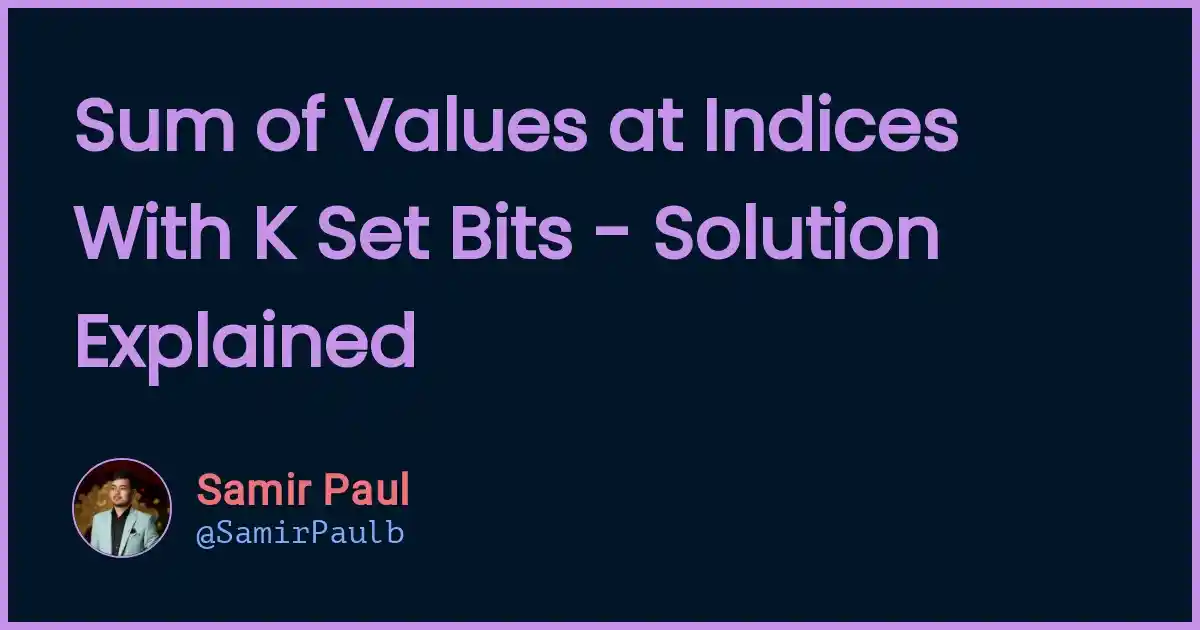 Sum of Values at Indices
With K Set Bits - Solution
Explained
Samir Paul
@SamirPaulb